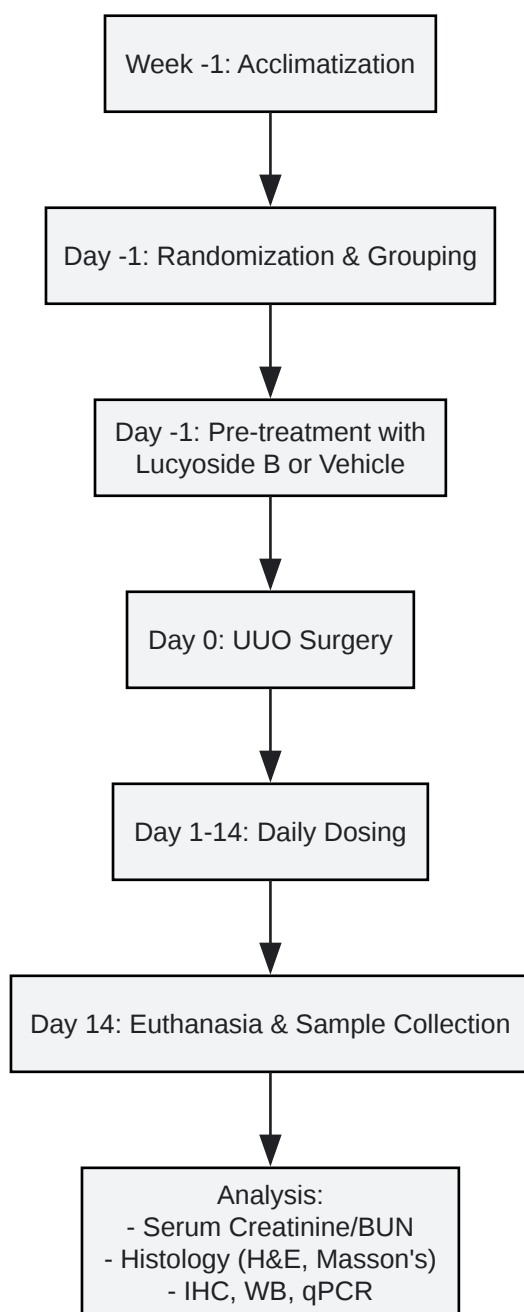 Week -1: Acclimatization
Day -1: Randomization & Grouping
Day -1: Pre-treatment with
Lucyoside B or Vehicle
Day 0: UUO Surgery
Day 1-14: Daily Dosing
Day 14: Euthanasia & Sample Collection
Analysis:
- Serum Creatinine/BUN
- Histology (H&E, Masson's)
- IHC, WB, qPCR